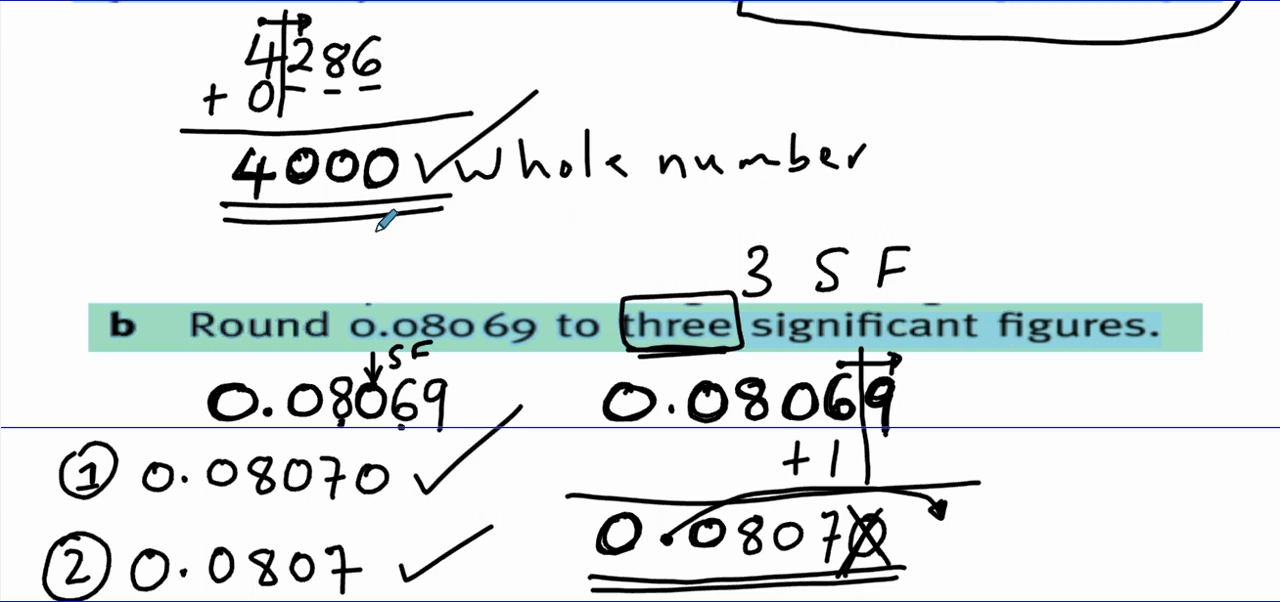 4286
+ 0
4000 whole number
3 SF
b Round 0.08069 to three significant figures.
SF
0.08069 0.08069
+1
① 0.08070
0.08070
② 0.0807